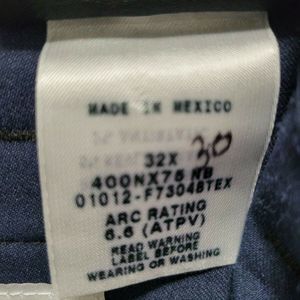 MADE IN MEXICO
32X 30
400NX75 NB
01012-F73048TEX
ARC RATING
6.6 (ATPV)
READ WARNING
LABEL BEFORE
WEARING OR WASHING